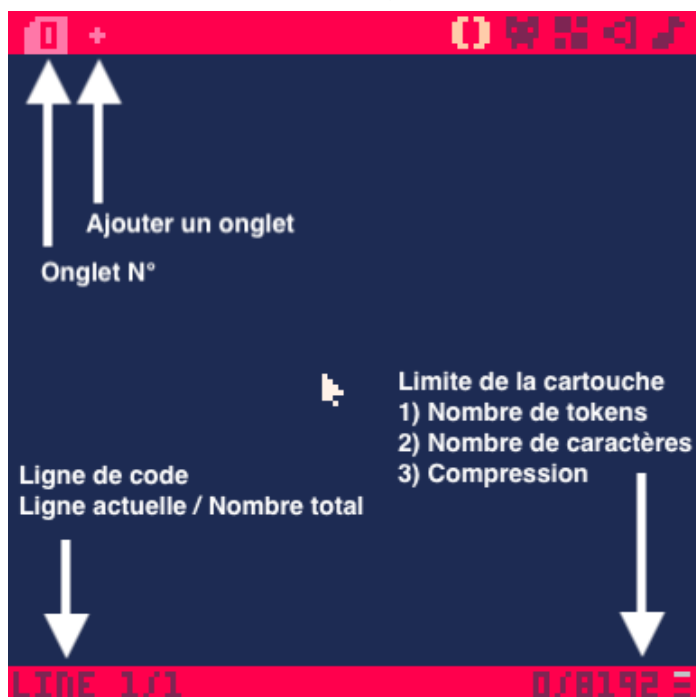 0 +
Ajouter un onglet
Onglet N°
Limite de la cartouche
1) Nombre de tokens
2) Nombre de caractères
3) Compression
Ligne de code
Ligne actuelle / Nombre total
LINE 1/1
0/8192